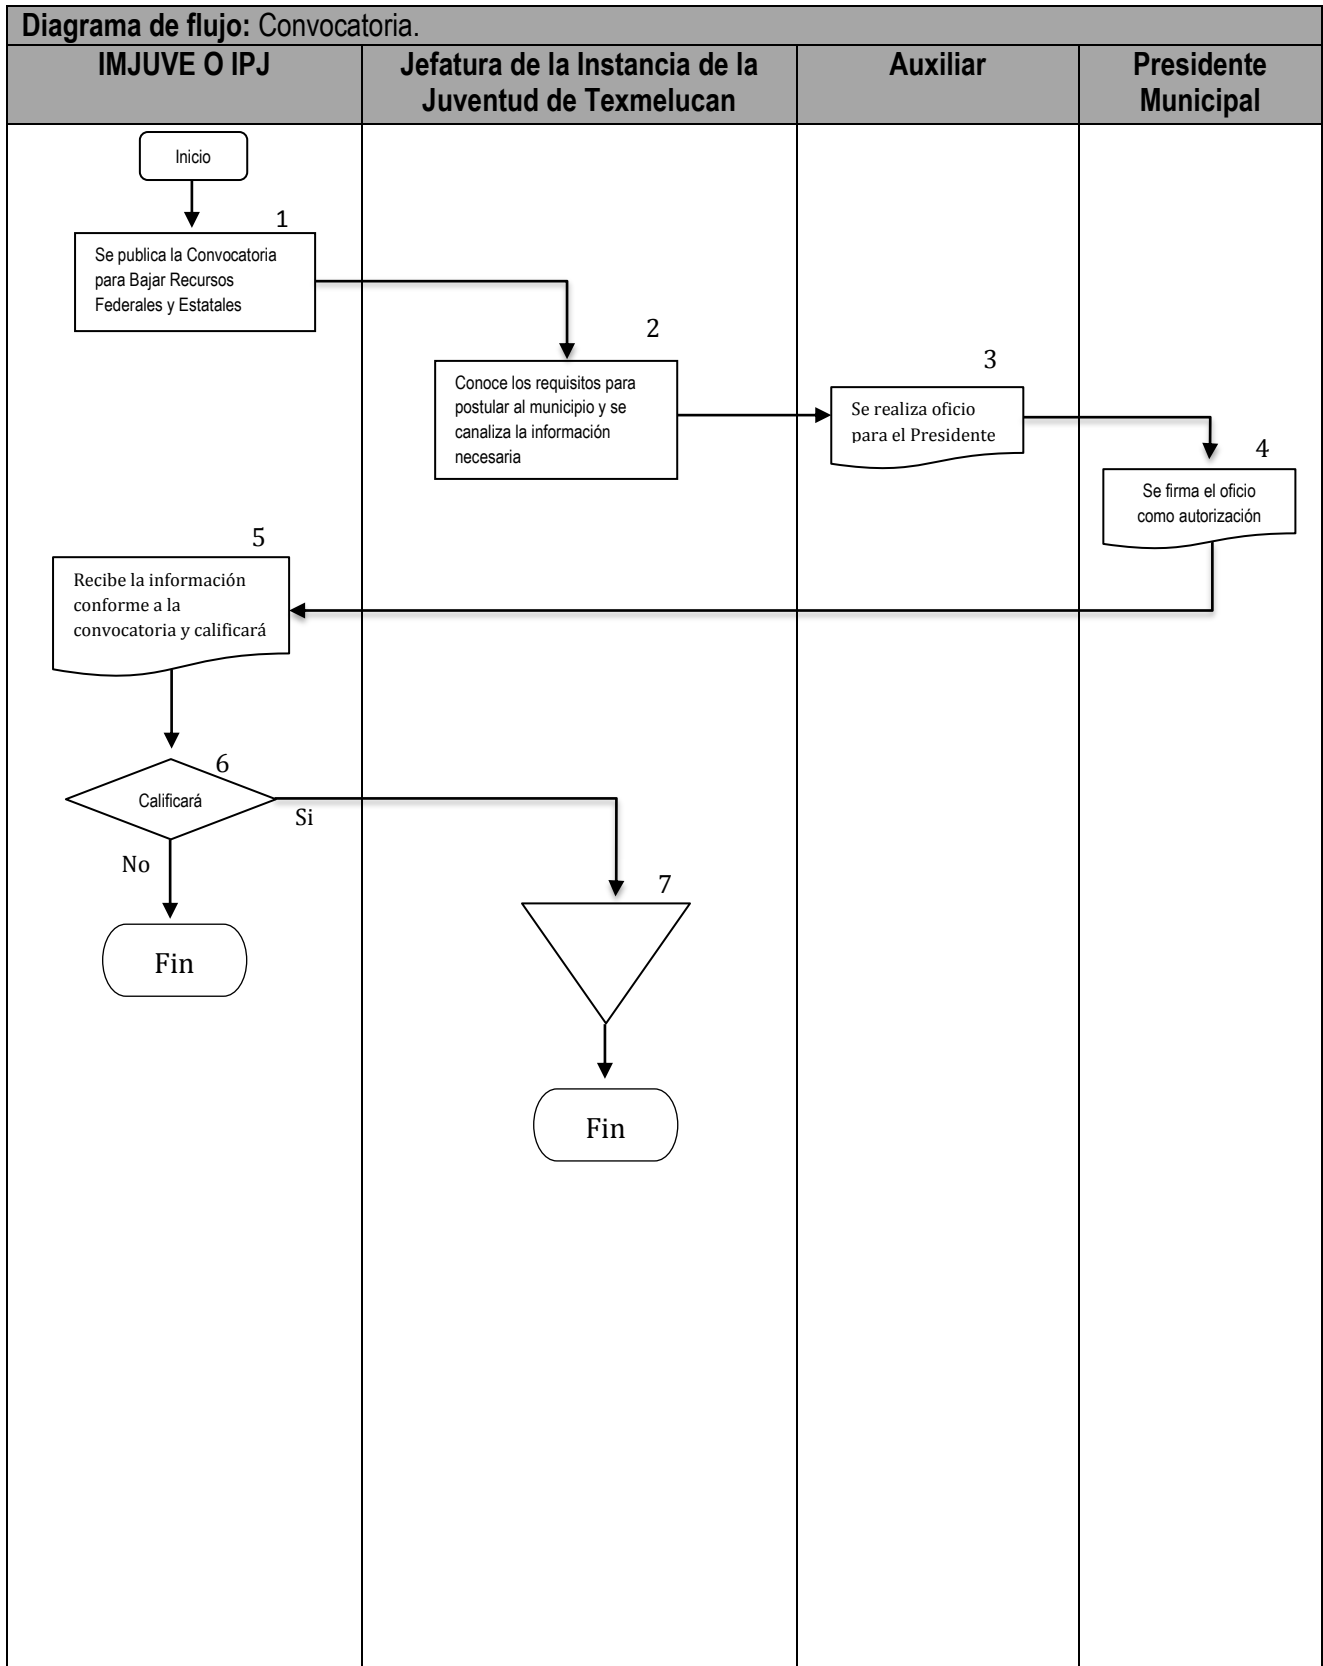 Diagrama de flujo: Convocatoria.
IMJUVE O IPJ
Jefatura de la Instancia de la
Juventud de Texmelucan
Auxiliar
Presidente
Municipal
Inicio
1
Se publica la Convocatoria
para Bajar Recursos
Federales y Estatales
2
Conoce los requisitos para
postular al municipio y se
canaliza la información
necesaria
3
Se realiza oficio
para el Presidente
4
Se firma el oficio
como autorización
5
Recibe la información
conforme a la
convocatoria y calificará
6
Calificará
Si
No
7
Fin
Fin